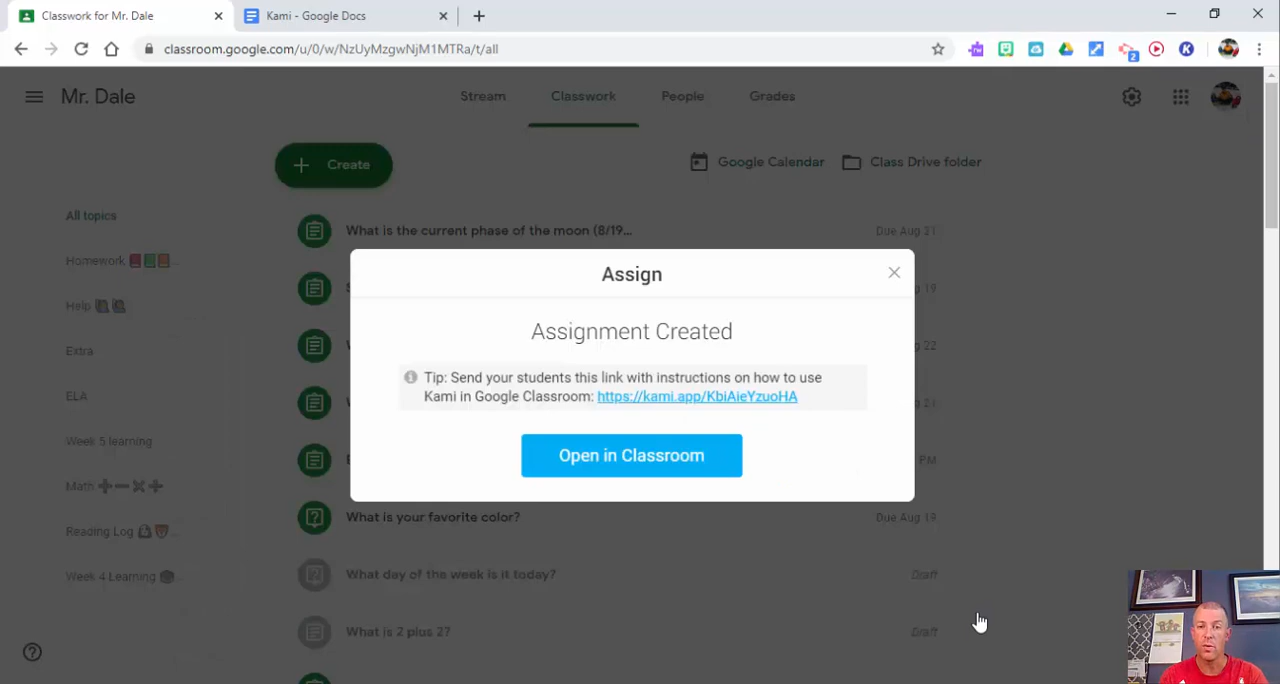 Classwork for Mr. Dale
Kami - Google Docs
classroom.google.com/u/0/w/NzUyMzgwNjM1MTRa/t/all
2
K
Mr. Dale
Stream
Classwork
People
Grades
Create
Google Calendar
Class Drive folder
All topics
Homework
Help
Extra
ELA
Week 5 learning
Math
Reading Log
Week 4 Learning
What is the current phase of the moon (8/19...
Due Aug 21
19
22
21
PM
What is your favorite color?
Due Aug 19
What day of the week is it today?
Draft
What is 2 plus 2?
Draft
Assign
Assignment Created
Tip: Send your students this link with instructions on how to use
Kami in Google Classroom: https://kami.app/KbiAieYzuoHA
Open in Classroom